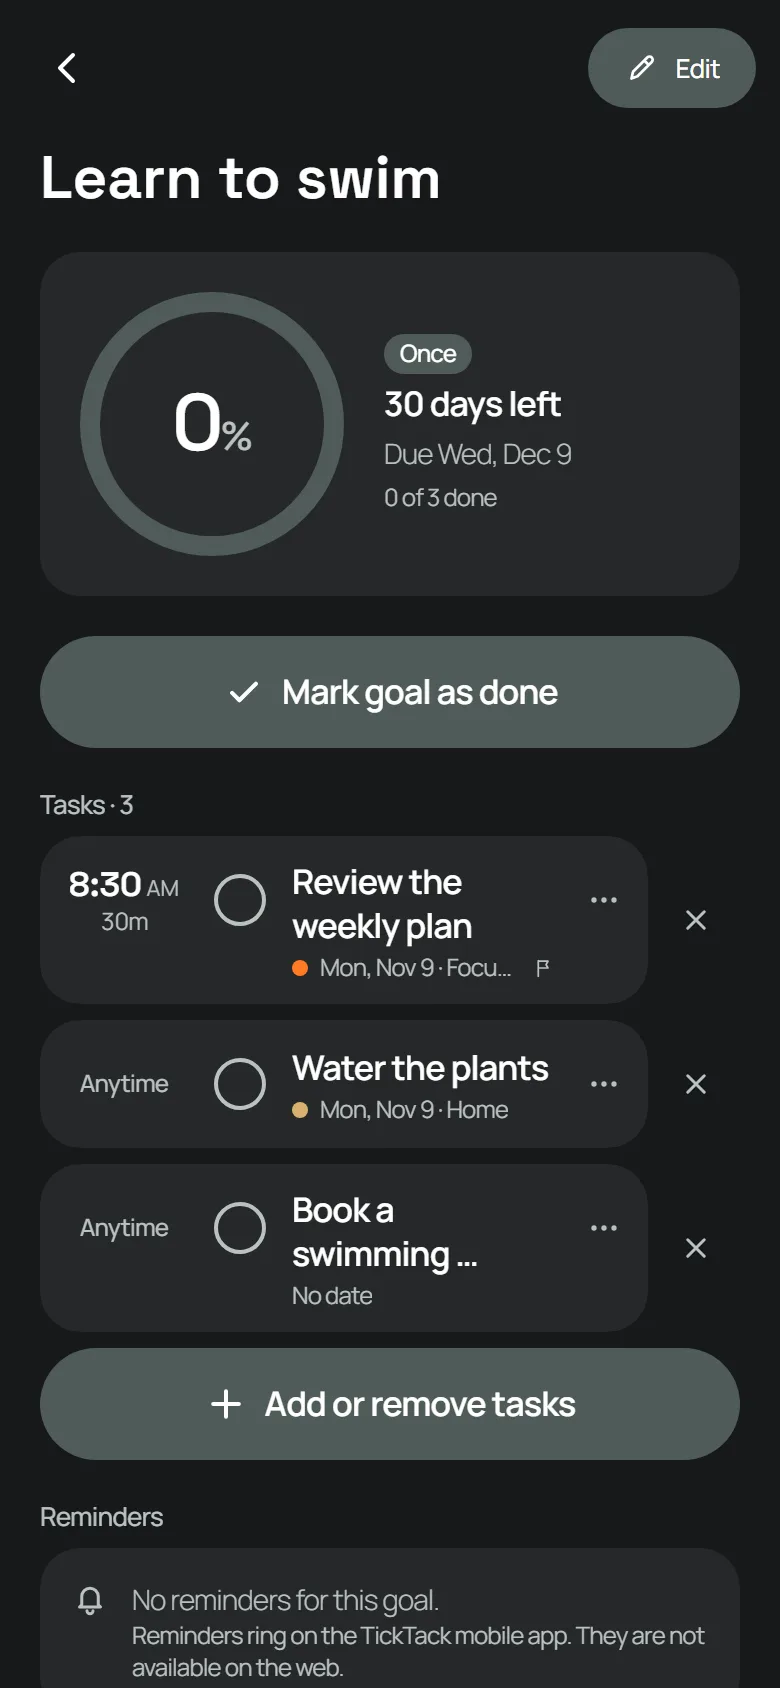 Edit
Learn to swim
0%
Once
30 days left
Due Wed, Dec 9
0 of 3 done
Mark goal as done
Tasks · 3
8:30 AM
30m
Review the
weekly plan
Mon, Nov 9 · Focu...
Anytime
Water the plants
Mon, Nov 9 · Home
Anytime
Book a
swimming ...
No date
Add or remove tasks
Reminders
No reminders for this goal.
Reminders ring on the TickTack mobile app. They are not
available on the web.